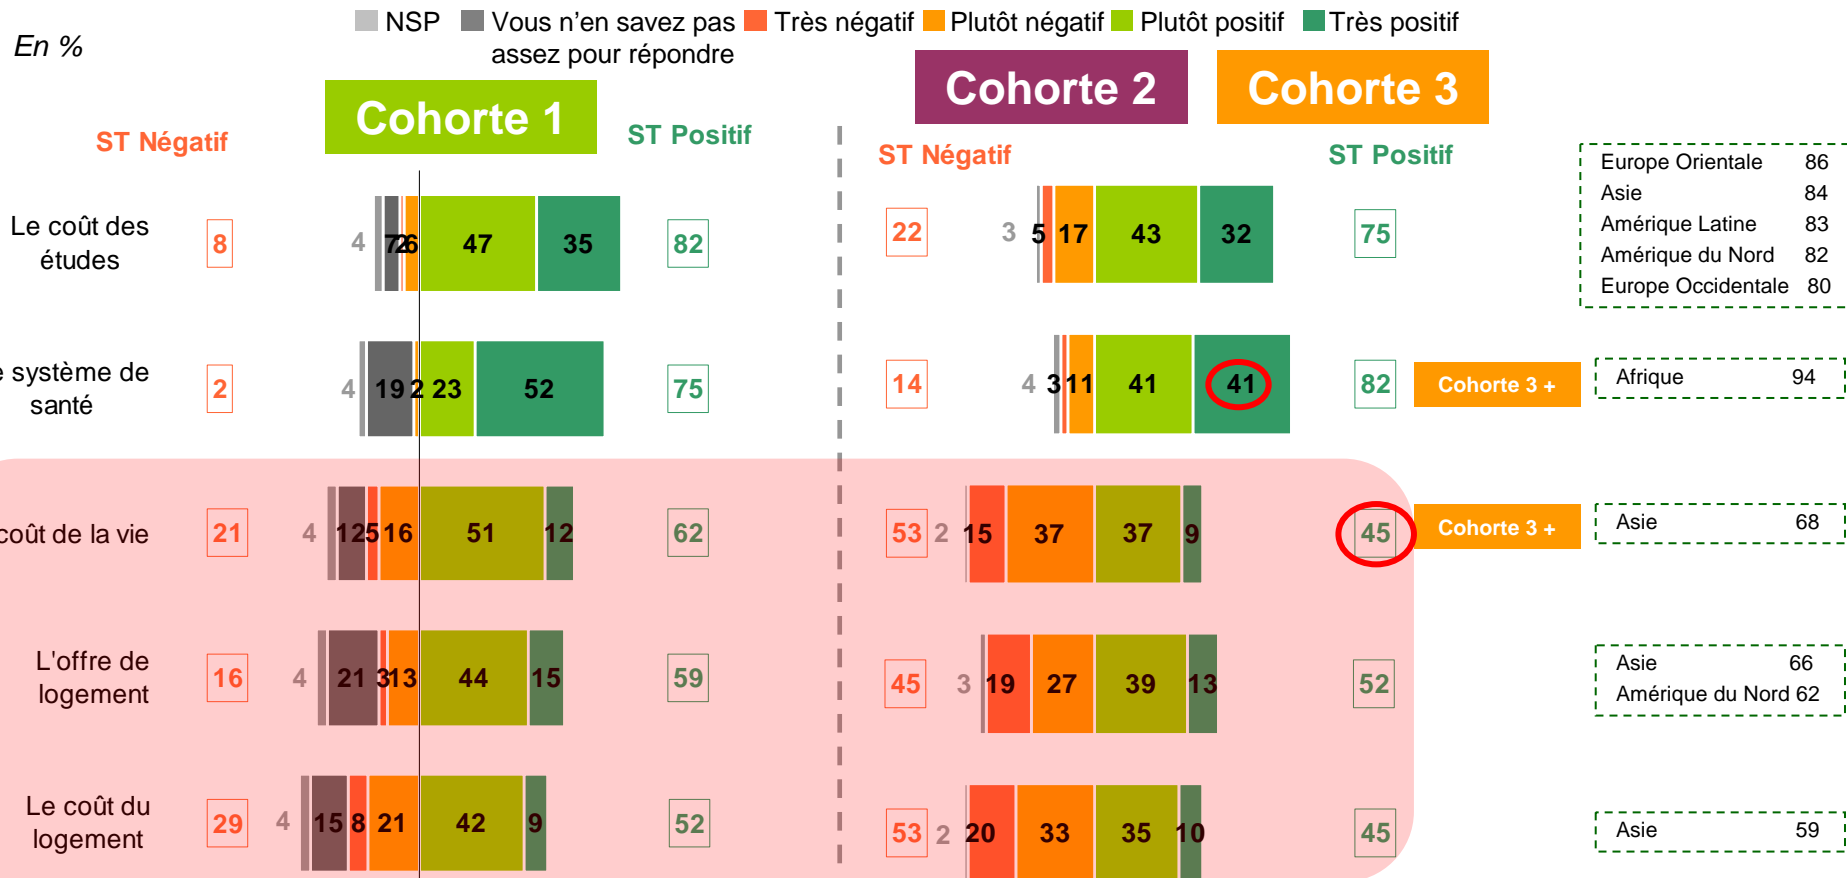 NSP
Vous n’en savez pas
assez pour répondre
Très négatif
Plutôt négatif
Plutôt positif
Très positif
En %
Cohorte 1
Cohorte 2
Cohorte 3
ST Négatif
ST Positif
ST Négatif
ST Positif
Le coût des
études
8
4
7
2
6
47
35
82
22
3
5
17
43
32
75
Europe Orientale 86
Asie 84
Amérique Latine 83
Amérique du Nord 82
Europe Occidentale 80
système de
santé
2
4
19
2
23
52
75
14
4
3
11
41
41
82
Cohorte 3 +
Afrique 94
coût de la vie
21
4
12
5
16
51
12
62
53
2
15
37
37
9
45
Cohorte 3 +
Asie 68
L'offre de
logement
16
4
21
3
13
44
15
59
45
3
19
27
39
13
52
Asie 66
Amérique du Nord 62
Le coût du
logement
29
4
15
8
21
42
9
52
53
2
20
33
35
10
45
Asie 59